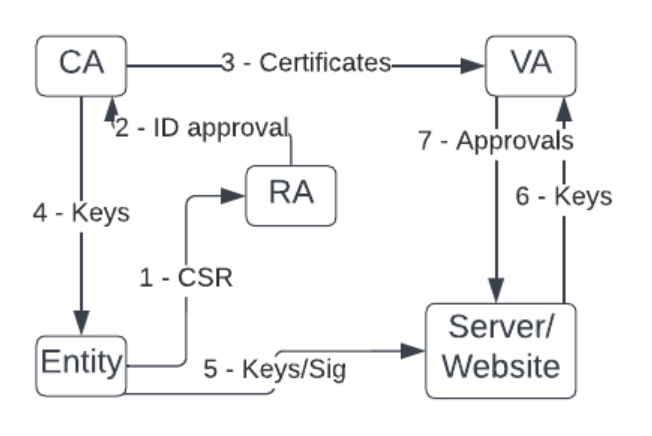 CA
3 - Certificates
VA
2 - ID approval
7 - Approvals
RA
6 - Keys
4 - Keys
1 - CSR
Server/
Website
Entity
5 - Keys/Sig